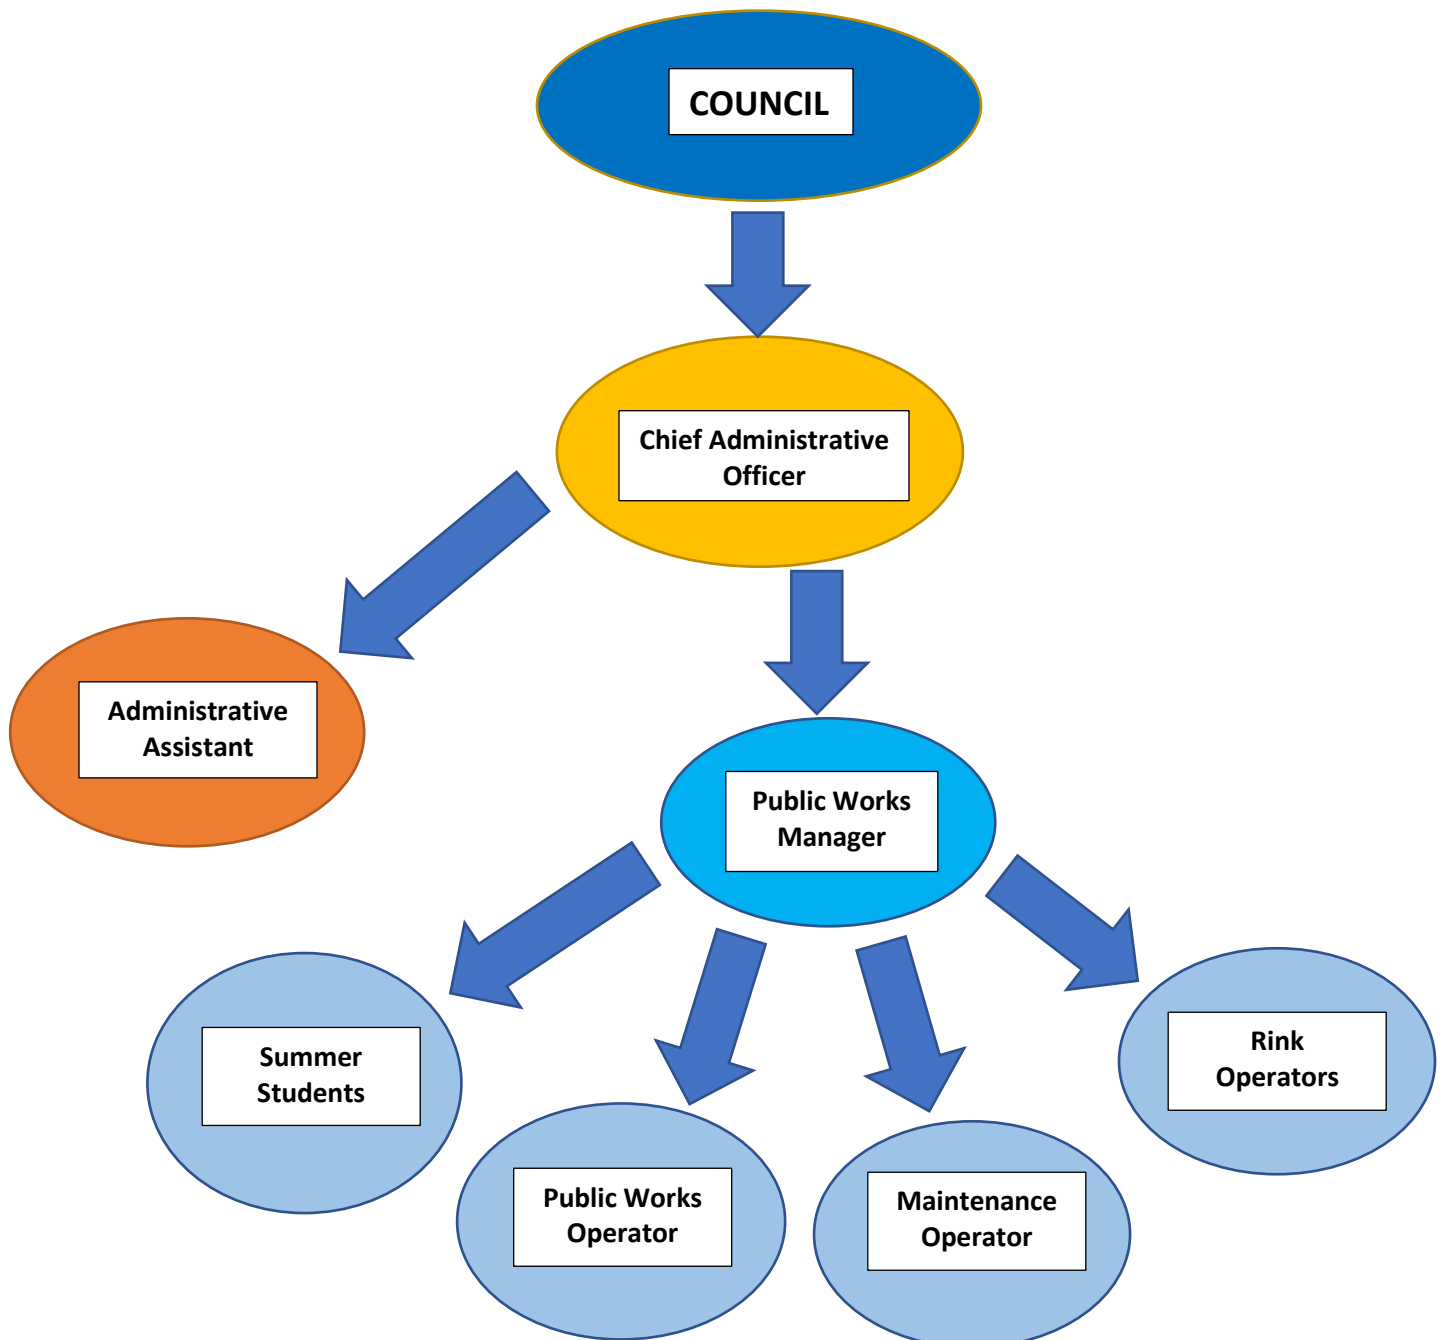 COUNCIL
Chief Administrative
Officer
Administrative
Assistant
Public Works
Manager
Summer
Students
Rink
Operators
Public Works
Operator
Maintenance
Operator